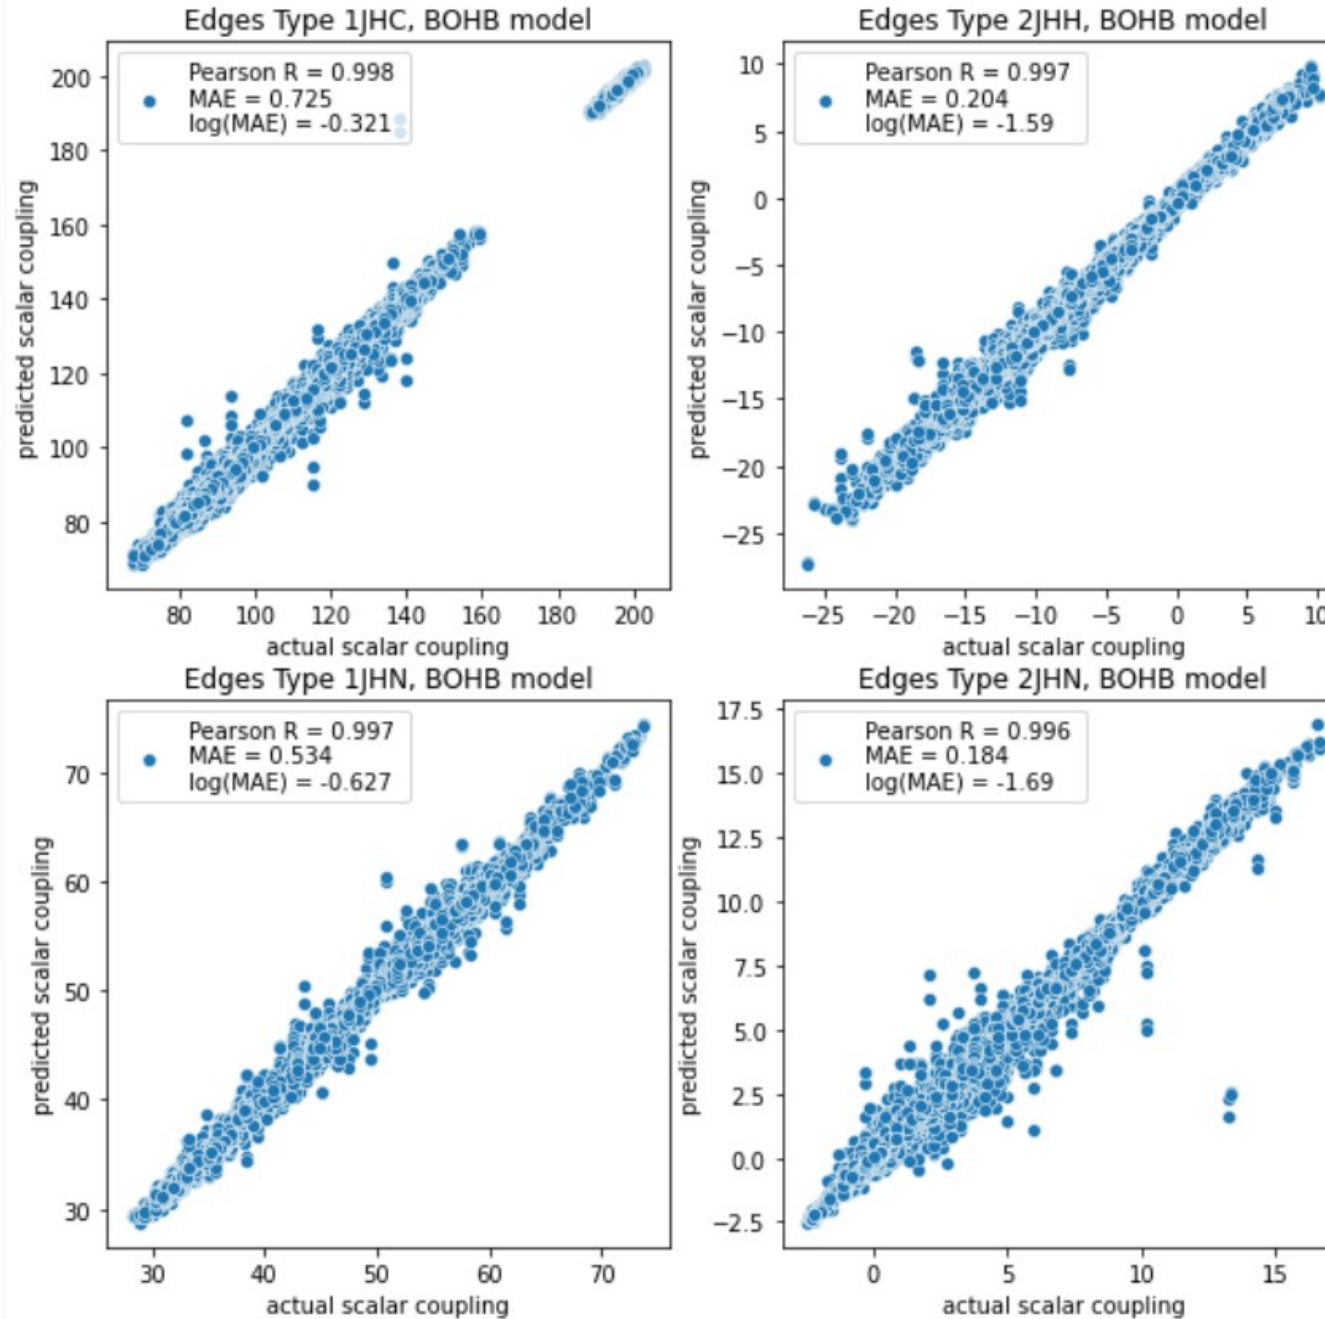 Edges Type 1JHC, BOHB model
Pearson R = 0.998
MAE = 0.725
log(MAE) = -0.321
200
180
160
140
120
100
80
predicted scalar coupling
80 100 120 140 160 180 200
actual scalar coupling
Edges Type 2JHH, BOHB model
Pearson R = 0.997
MAE = 0.204
log(MAE) = -1.59
10
5
0
−5
−10
−15
−20
−25
predicted scalar coupling
−25 −20 −15 −10 −5 0 5 10
actual scalar coupling
Edges Type 1JHN, BOHB model
Pearson R = 0.997
MAE = 0.534
log(MAE) = -0.627
70
60
50
40
30
predicted scalar coupling
30 40 50 60 70
actual scalar coupling
Edges Type 2JHN, BOHB model
Pearson R = 0.996
MAE = 0.184
log(MAE) = -1.69
17.5
15.0
12.5
10.0
7.5
5.0
2.5
0.0
−2.5
predicted scalar coupling
0 5 10 15
actual scalar coupling